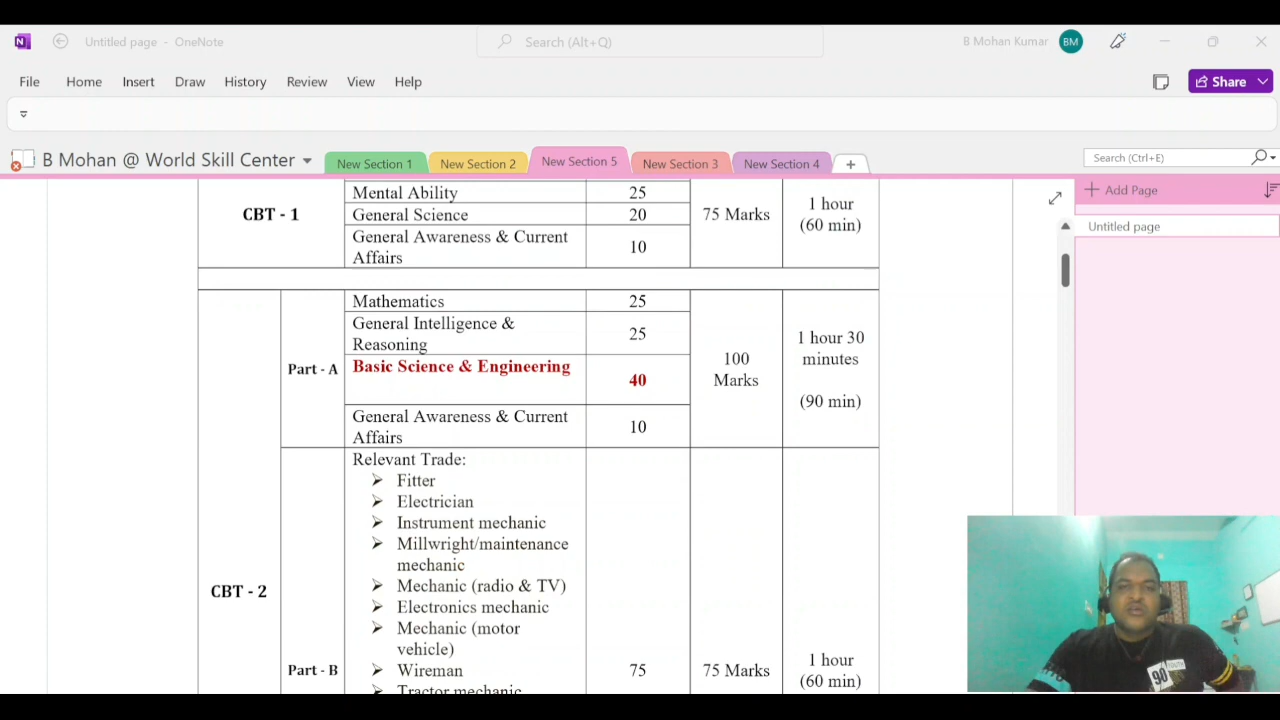 Untitled page - OneNote
Search (Alt+Q)
B Mohan Kumar
BM
File
Home
Insert
Draw
History
Review
View
Help
Share
B Mohan @ World Skill Center
New Section 1
New Section 2
New Section 5
New Section 3
New Section 4
Search (Ctrl+E)
Add Page
Untitled page
CBT - 1
Mental Ability
25
General Science
20
General Awareness & Current
Affairs
10
75 Marks
1 hour
(60 min)
CBT - 2
Part - A
Mathematics
25
General Intelligence &
Reasoning
25
Basic Science & Engineering
40
General Awareness & Current
Affairs
10
100
Marks
1 hour 30
minutes
(90 min)
Part - B
Relevant Trade:
Fitter
Electrician
Instrument mechanic
Millwright/maintenance
mechanic
Mechanic (radio & TV)
Electronics mechanic
Mechanic (motor
vehicle)
Wireman
Tractor mechanic
75
75 Marks
1 hour
(60 min)
90